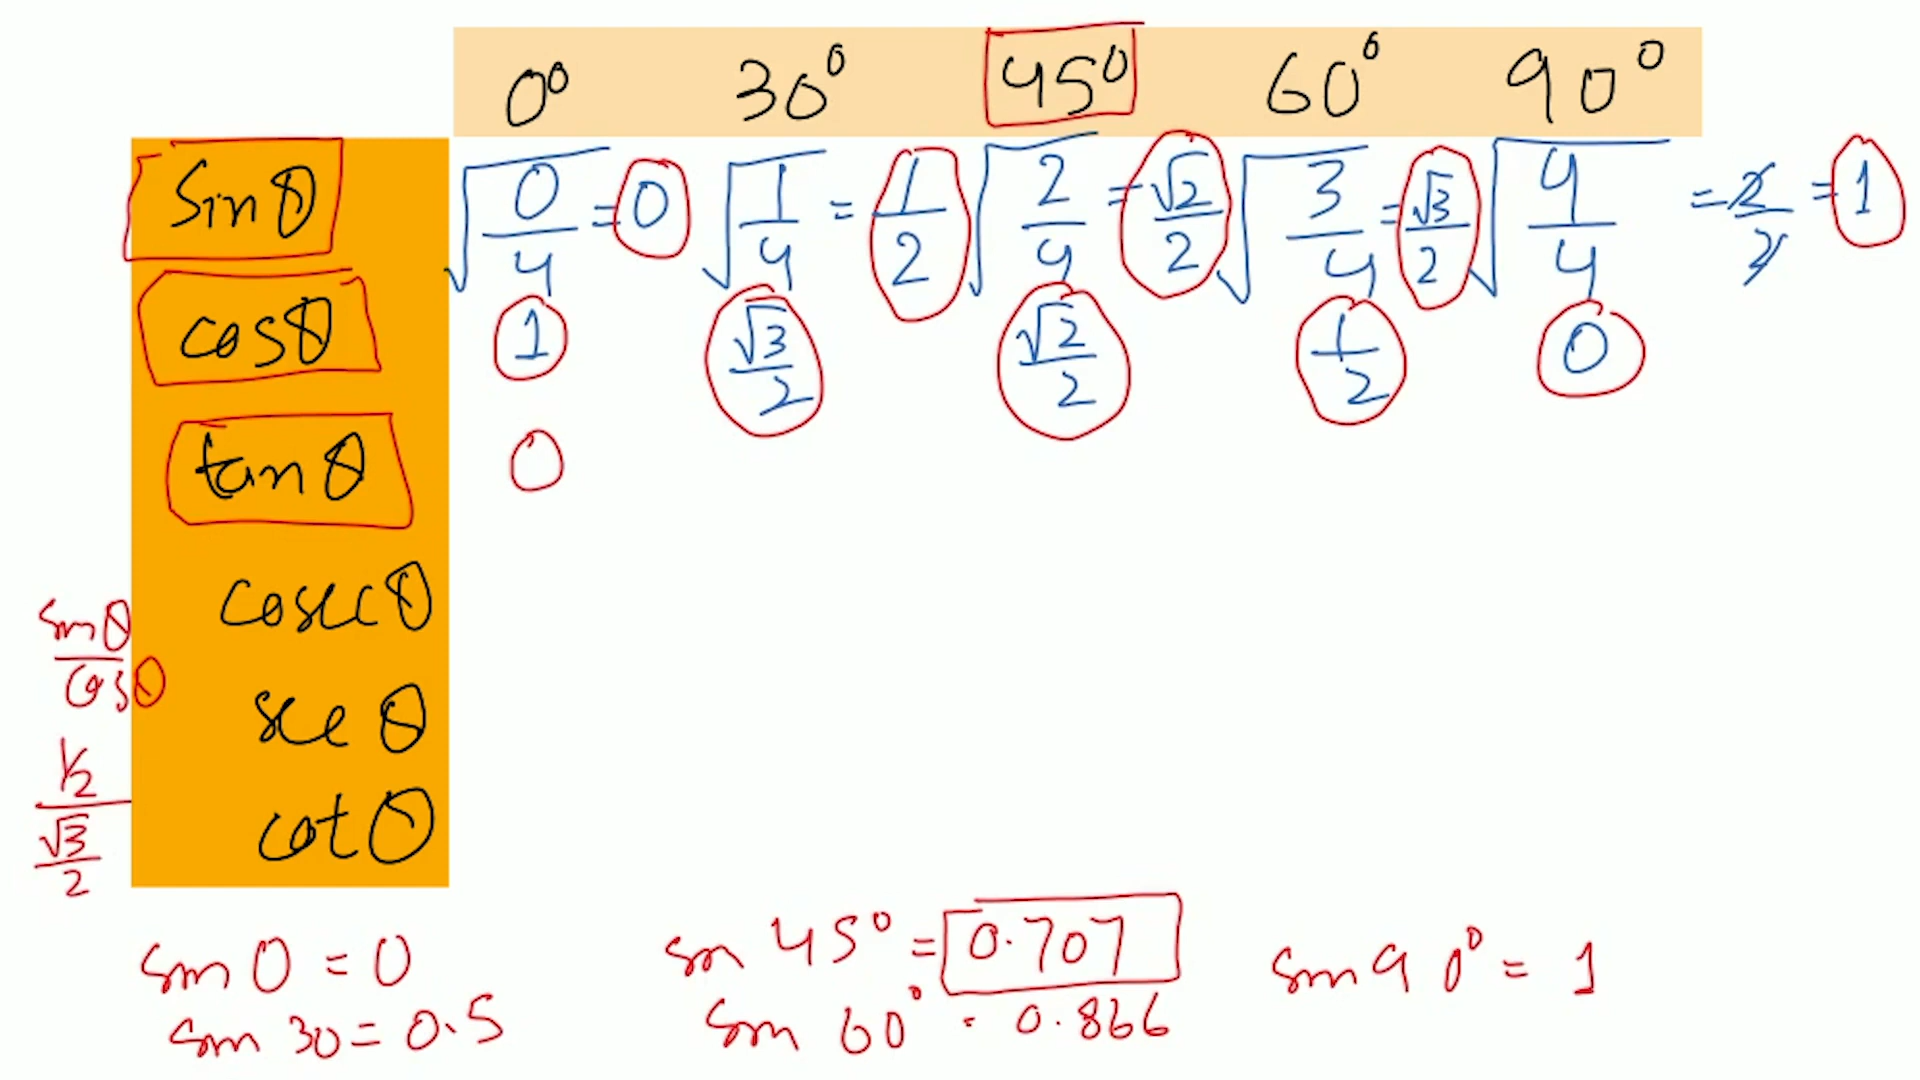 0° 30° 45° 60° 90°
sinθ √(0/4) = 0 √(1/4) = 1/2 √(2/4) = √2/2 √(3/4) = √3/2 √(4/4) = 2/2 = 1
cosθ 1 √3/2 √2/2 1/2 0
tanθ 0
cosecθ
sinθ/cosθ
secθ
1/2 / √3/2
cotθ
sin 0 = 0
sin 30 = 0.5
sin 45° = 0.707
sin 60° = 0.866
sin 90° = 1